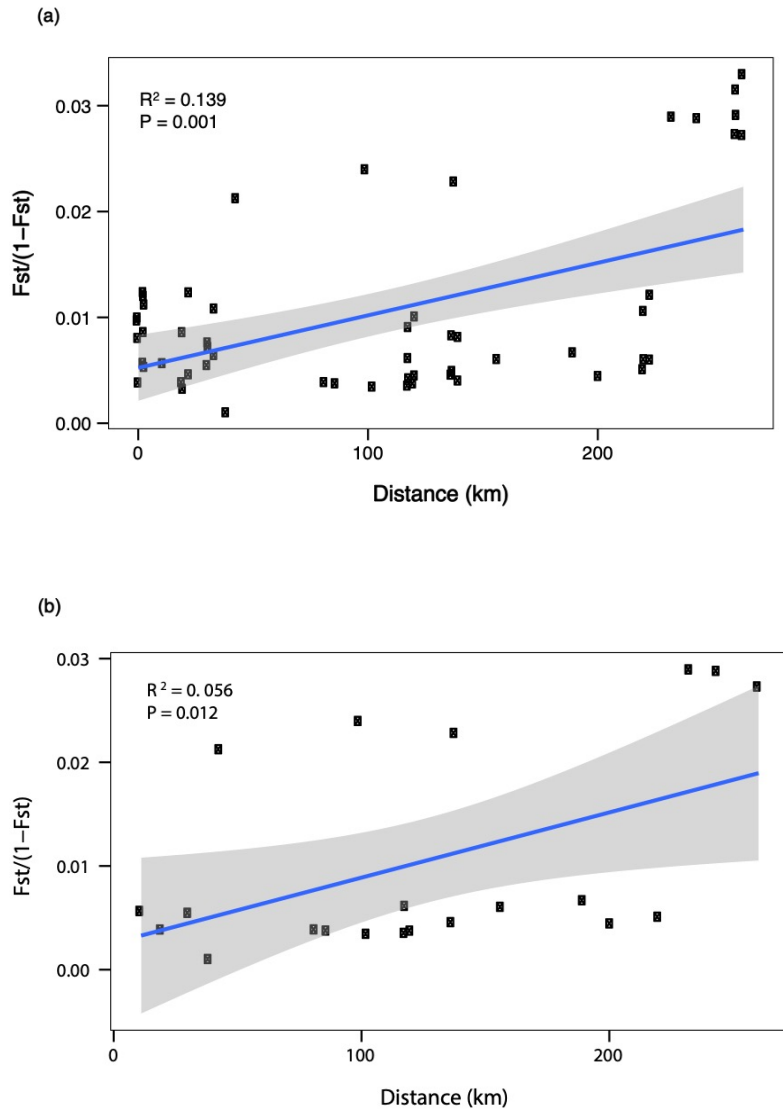 (a)
R² = 0.139
P = 0.001
Fst/(1−Fst)
0.03
0.02
0.01
0.00
0 100 200
Distance (km)
(b)
R² = 0. 056
P = 0.012
Fst/(1−Fst)
0.03
0.02
0.01
0.00
0 100 200
Distance (km)